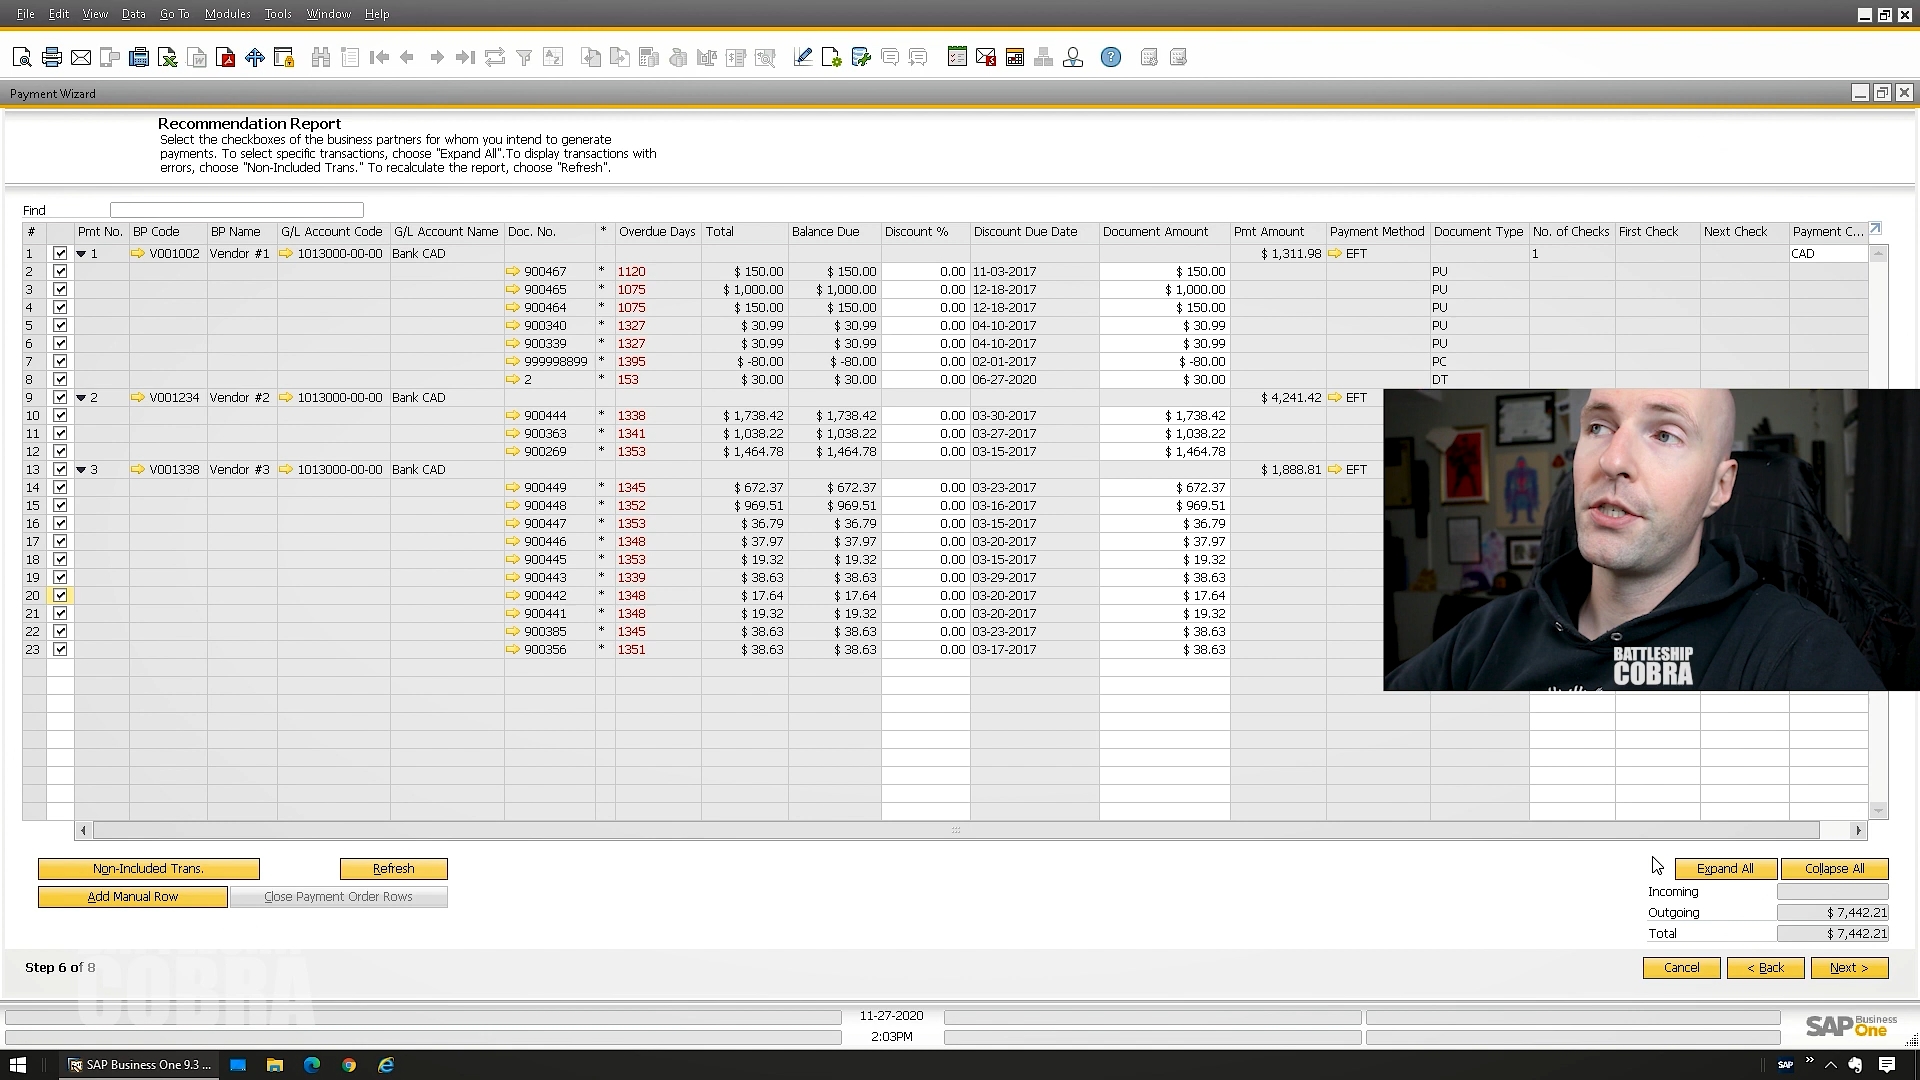 File Edit View Data Go To Modules Tools Window Help
Payment Wizard
Recommendation Report
Select the checkboxes of the business partners for whom you intend to generate
payments. To select specific transactions, choose "Expand All".To display transactions with
errors, choose "Non-Included Trans." To recalculate the report, choose "Refresh".
Find
# Pmt No. BP Code BP Name G/L Account Code G/L Account Name Doc. No. * Overdue Days Total Balance Due Discount % Discount Due Date Document Amount Pmt Amount Payment Method Document Type No. of Checks First Check Next Check Payment C...
1 1 V001002 Vendor #1 1013000-00-00 Bank CAD $ 1,311.98 EFT 1 CAD
2 900467 * 1120 $ 150.00 $ 150.00 0.00 11-03-2017 $ 150.00 PU
3 900465 * 1075 $ 1,000.00 $ 1,000.00 0.00 12-18-2017 $ 1,000.00 PU
4 900464 * 1075 $ 150.00 $ 150.00 0.00 12-18-2017 $ 150.00 PU
5 900340 * 1327 $ 30.99 $ 30.99 0.00 04-10-2017 $ 30.99 PU
6 900339 * 1327 $ 30.99 $ 30.99 0.00 04-10-2017 $ 30.99 PU
7 999998899 * 1395 $ -80.00 $ -80.00 0.00 02-01-2017 $ -80.00 PC
8 2 * 153 $ 30.00 $ 30.00 0.00 06-27-2020 $ 30.00 DT
9 2 V001234 Vendor #2 1013000-00-00 Bank CAD $ 4,241.42 EFT
10 900444 * 1338 $ 1,738.42 $ 1,738.42 0.00 03-30-2017 $ 1,738.42
11 900363 * 1341 $ 1,038.22 $ 1,038.22 0.00 03-27-2017 $ 1,038.22
12 900269 * 1353 $ 1,464.78 $ 1,464.78 0.00 03-15-2017 $ 1,464.78
13 3 V001338 Vendor #3 1013000-00-00 Bank CAD $ 1,888.81 EFT
14 900449 * 1345 $ 672.37 $ 672.37 0.00 03-23-2017 $ 672.37
15 900448 * 1352 $ 969.51 $ 969.51 0.00 03-16-2017 $ 969.51
16 900447 * 1353 $ 36.79 $ 36.79 0.00 03-15-2017 $ 36.79
17 900446 * 1348 $ 37.97 $ 37.97 0.00 03-20-2017 $ 37.97
18 900445 * 1353 $ 19.32 $ 19.32 0.00 03-15-2017 $ 19.32
19 900443 * 1339 $ 38.63 $ 38.63 0.00 03-29-2017 $ 38.63
20 900442 * 1348 $ 17.64 $ 17.64 0.00 03-20-2017 $ 17.64
21 900441 * 1348 $ 19.32 $ 19.32 0.00 03-20-2017 $ 19.32
22 900385 * 1345 $ 38.63 $ 38.63 0.00 03-23-2017 $ 38.63
23 900356 * 1351 $ 38.63 $ 38.63 0.00 03-17-2017 $ 38.63
BATTLESHIP
COBRA
Non-Included Trans. Refresh Expand All Collapse All
Add Manual Row Close Payment Order Rows
Incoming
Outgoing $ 7,442.21
Total $ 7,442.21
Step 6 of 8
Cancel < Back Next >
COBRA
11-27-2020
2:03PM
SAP Business One
SAP Business One 9.3 ...
SAP